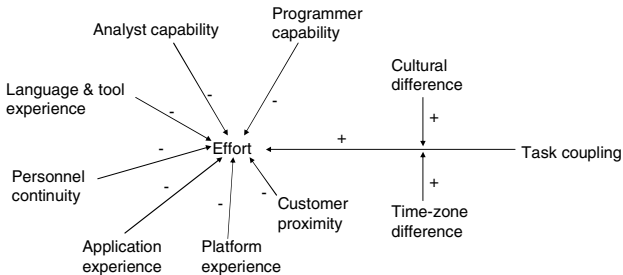 Programmer
capability
Analyst capability
Cultural
difference
Language & tool
experience
-
-
-
+
-
Effort
+
Task coupling
-
Personnel
continuity
-
-
-
Customer
proximity
+
Time-zone
difference
Application
experience
Platform
experience